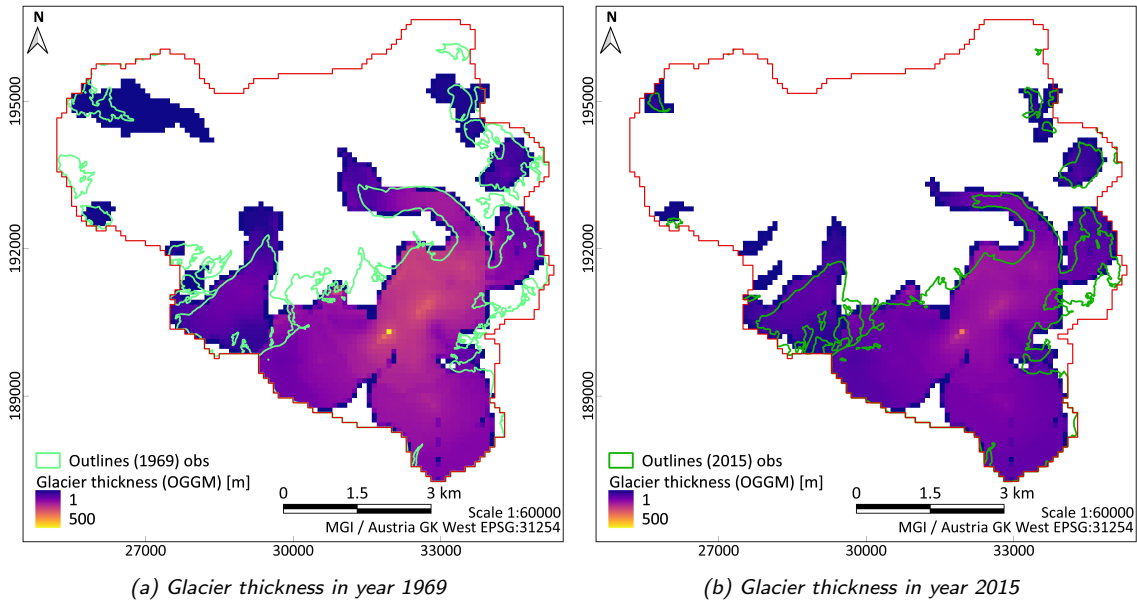 N
195000
192000
189000
Outlines (1969) obs
Glacier thickness (OGGM) [m]
1
500
0 1.5 3 km
Scale 1:60000
MGI / Austria GK West EPSG:31254
27000 30000 33000
(a) Glacier thickness in year 1969
N
195000
192000
189000
Outlines (2015) obs
Glacier thickness (OGGM) [m]
1
500
0 1.5 3 km
Scale 1:60000
MGI / Austria GK West EPSG:31254
27000 30000 33000
(b) Glacier thickness in year 2015